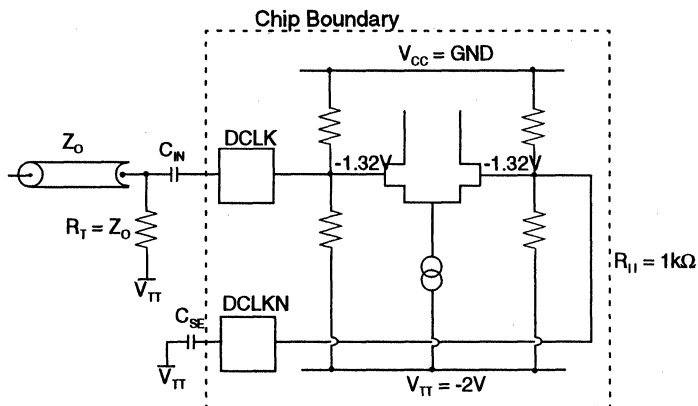 Chip Boundary
V_CC = GND
Z_O
C_IN
DCLK
-1.32V
-1.32V
R_T = Z_O
R_|| = 1kΩ
V_TT
C_SE
DCLKN
V_TT
V_TT = -2V